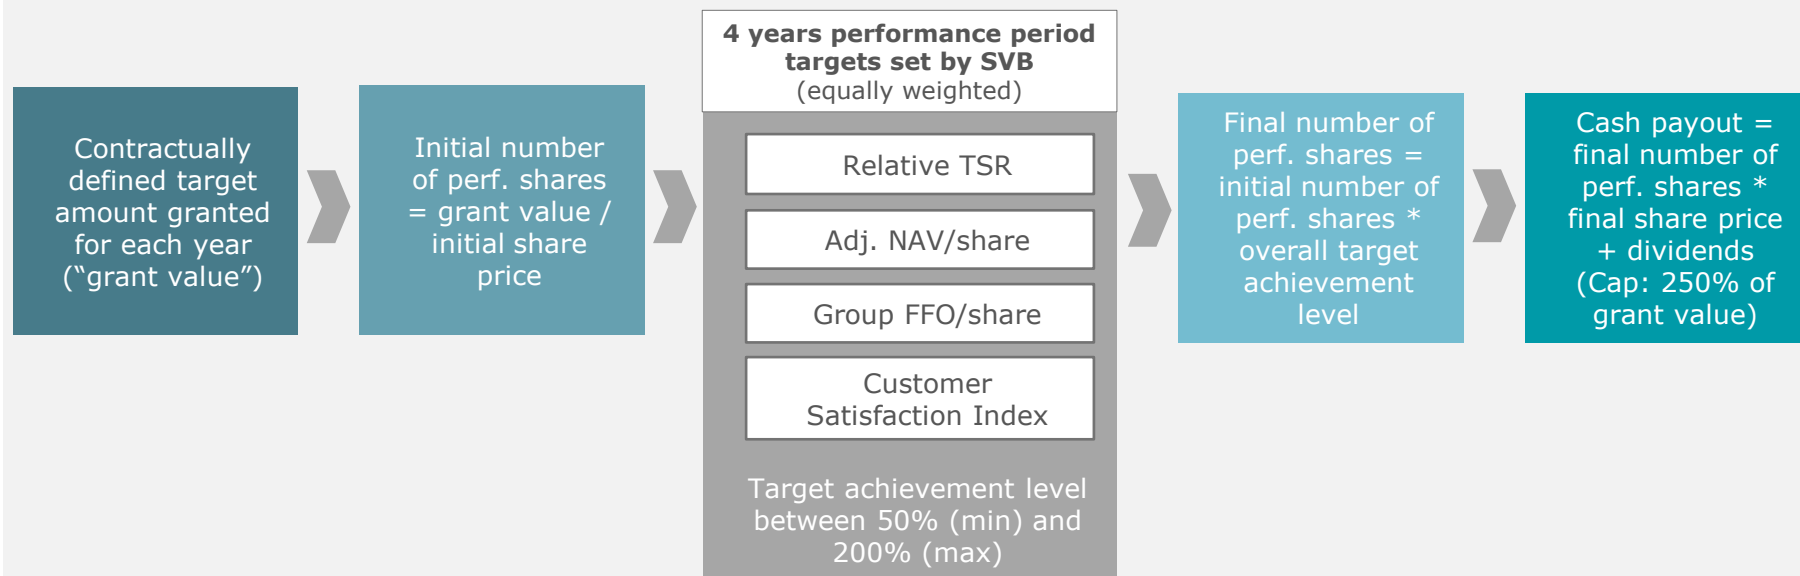 Contractually
defined target
amount granted
for each year
(“grant value”)
Initial number
of perf. shares
= grant value /
initial share
price
4 years performance period
targets set by SVB
(equally weighted)
Relative TSR
Adj. NAV/share
Group FFO/share
Customer
Satisfaction Index
Target achievement level
between 50% (min) and
200% (max)
Final number of
perf. shares =
initial number of
perf. shares *
overall target
achievement
level
Cash payout =
final number of
perf. shares *
final share price
+ dividends
(Cap: 250% of
grant value)